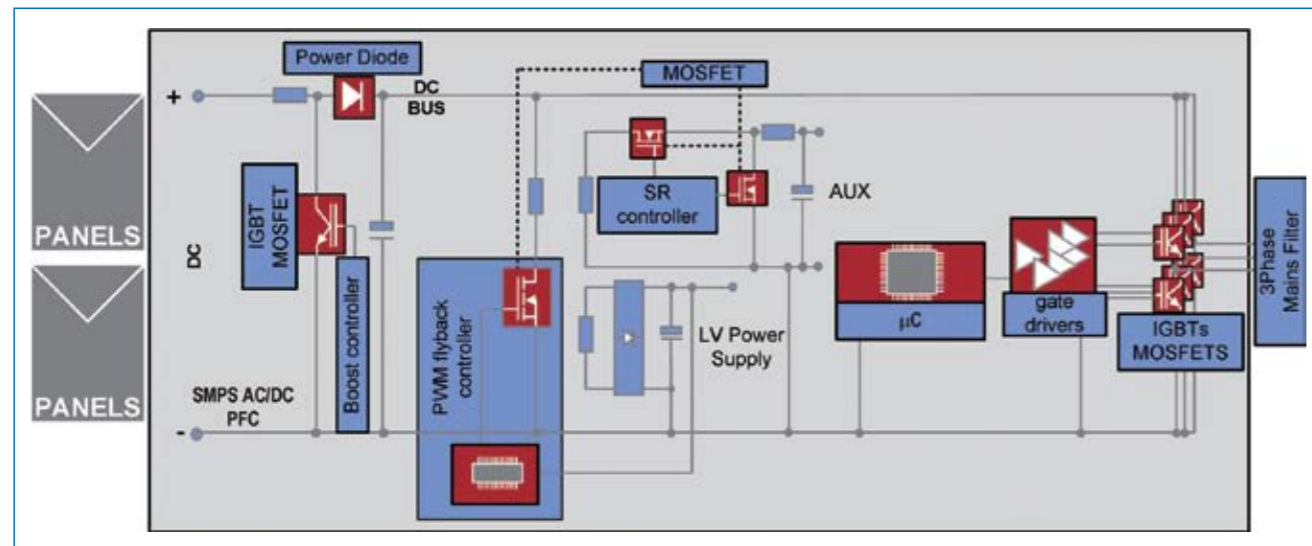 Power Diode
MOSFET
+
DC
BUS
PANELS
IGBT
MOSFET
DC
SR
controller
AUX
PANELS
Boost controller
PWM flyback
controller
LV Power
Supply
µC
gate
drivers
IGBTs
MOSFETS
3Phase
Mains Filter
SMPS AC/DC
PFC
-